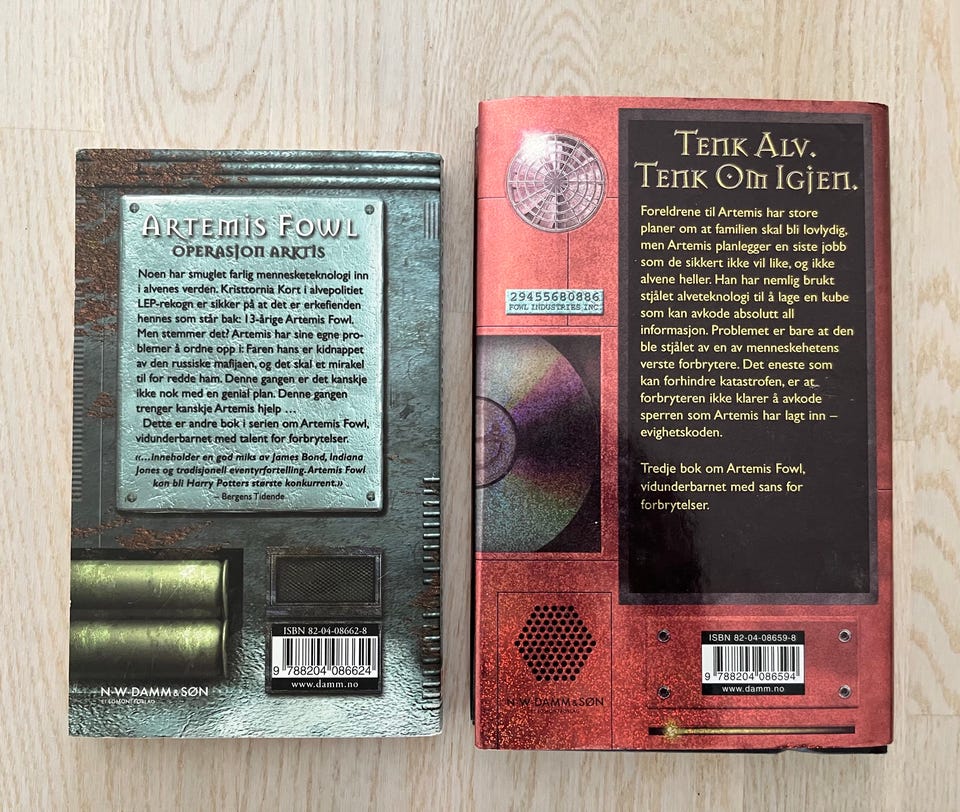 ARTEMIS FOWL
OPERASJON ARKTIS
Noen har smuglet farlig mennesketeknologi inn
i alvenes verden. Kristtornia Kort i alvepolitiet
LEP-rekogn er sikker på at det er erkefienden
hennes som står bak: 13-årige Artemis Fowl.
Men stemmer det? Artemis har sine egne pro-
blemer å ordne opp i: Faren hans er kidnappet
av den russiske mafijaen, og det skal et mirakel
til for redde ham. Denne gangen er det kanskje
ikke nok med en genial plan. Denne gangen
trenger kanskje Artemis hjelp ...
Dette er andre bok i serien om Artemis Fowl,
vidunderbarnet med talent for forbrytelser.
«...Inneholder en god miks av James Bond, Indiana
Jones og tradisjonell eventyrfortelling. Artemis Fowl
kan bli Harry Potters største konkurrent.»
– Bergens Tidende
ISBN 82-04-08662-8
9 788204 086624
www.damm.no
N·W·DAMM & SØN
ET EGMONT FORLAG
TENK ALV.
TENK OM IGJEN.
Foreldrene til Artemis har store
planer om at familien skal bli lovlydig,
men Artemis planlegger en siste jobb
som de sikkert ikke vil like, og ikke
alvene heller. Han har nemlig brukt
stjålet alveteknologi til å lage en kube
som kan avkode absolutt all
informasjon. Problemet er bare at den
ble stjålet av en av menneskehetens
verste forbrytere. Det eneste som
kan forhindre katastrofen, er at
forbryteren ikke klarer å avkode
sperren som Artemis har lagt inn –
evighetskoden.
Tredje bok om Artemis Fowl,
vidunderbarnet med sans for
forbrytelser.
29455680886
FOWL INDUSTRIES INC.
ISBN 82-04-08659-8
9 788204 086594
www.damm.no
N·W·DAMM & SØN